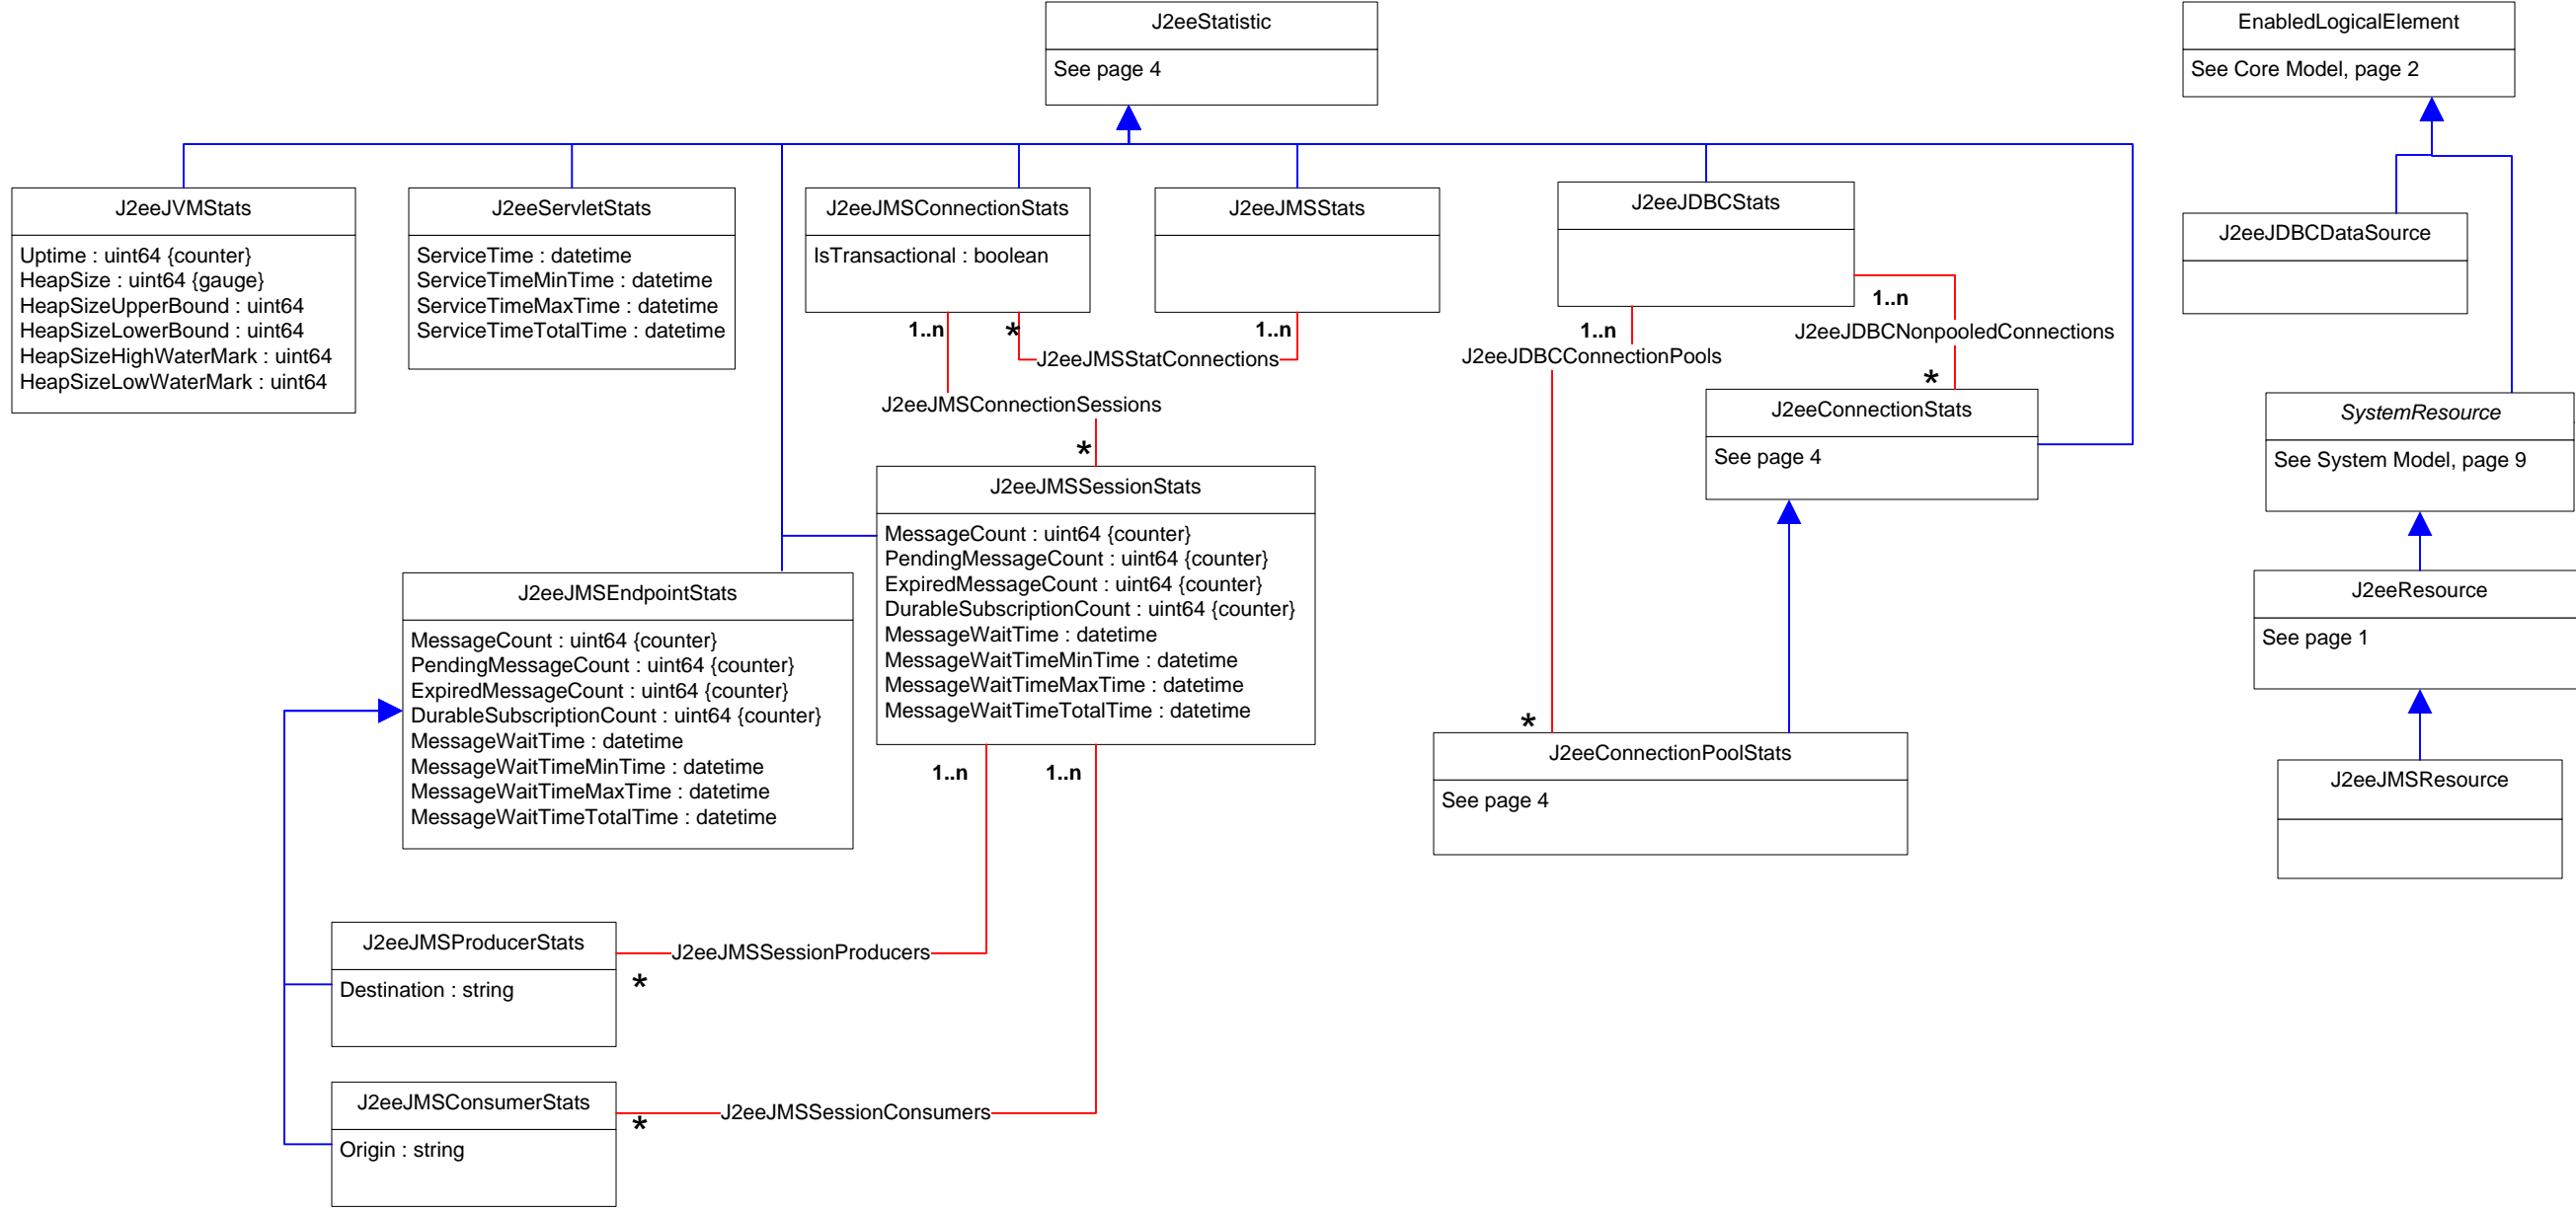 J2eeStatistic
See page 4
EnabledLogicalElement
See Core Model, page 2
J2eeJVMStats
Uptime : uint64 {counter}
HeapSize : uint64 {gauge}
HeapSizeUpperBound : uint64
HeapSizeLowerBound : uint64
HeapSizeHighWaterMark : uint64
HeapSizeLowWaterMark : uint64
J2eeServletStats
ServiceTime : datetime
ServiceTimeMinTime : datetime
ServiceTimeMaxTime : datetime
ServiceTimeTotalTime : datetime
J2eeJMSConnectionStats
IsTransactional : boolean
J2eeJMSStats
J2eeJDBCStats
J2eeJDBCDataSource
1..n
*
1..n
J2eeJMSStatConnections
J2eeJMSConnectionSessions
*
1..n
J2eeJDBCConnectionPools
1..n
J2eeJDBCNonpooledConnections
*
J2eeConnectionStats
See page 4
SystemResource
See System Model, page 9
J2eeJMSSessionStats
MessageCount : uint64 {counter}
PendingMessageCount : uint64 {counter}
ExpiredMessageCount : uint64 {counter}
DurableSubscriptionCount : uint64 {counter}
MessageWaitTime : datetime
MessageWaitTimeMinTime : datetime
MessageWaitTimeMaxTime : datetime
MessageWaitTimeTotalTime : datetime
1..n
1..n
J2eeJMSEndpointStats
MessageCount : uint64 {counter}
PendingMessageCount : uint64 {counter}
ExpiredMessageCount : uint64 {counter}
DurableSubscriptionCount : uint64 {counter}
MessageWaitTime : datetime
MessageWaitTimeMinTime : datetime
MessageWaitTimeMaxTime : datetime
MessageWaitTimeTotalTime : datetime
*
J2eeConnectionPoolStats
See page 4
J2eeResource
See page 1
J2eeJMSResource
J2eeJMSProducerStats
Destination : string
J2eeJMSSessionProducers
*
J2eeJMSConsumerStats
Origin : string
J2eeJMSSessionConsumers
*